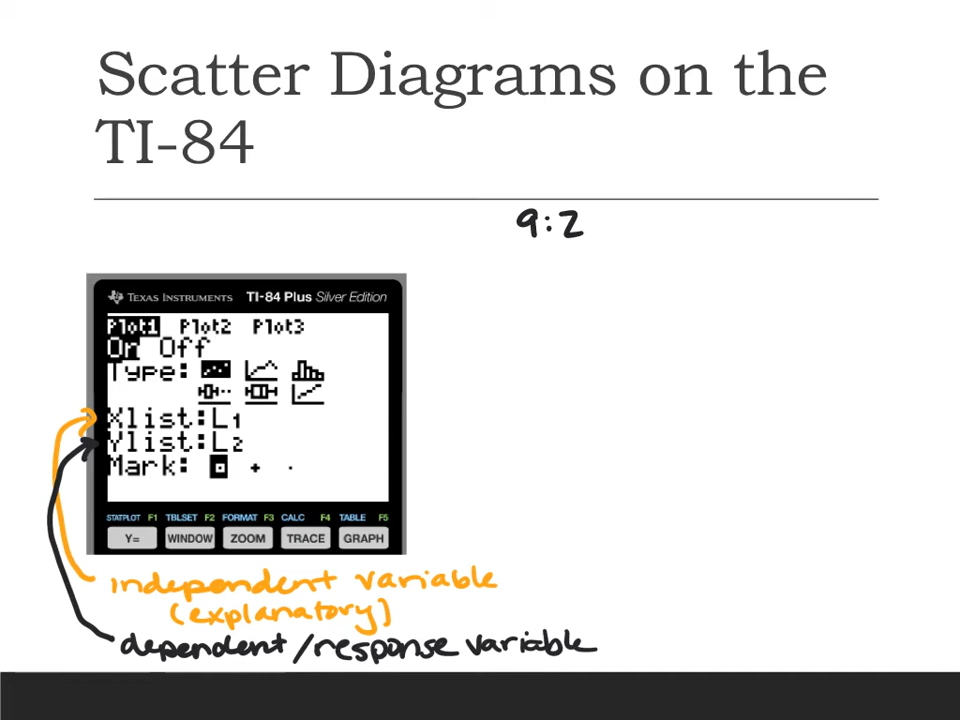 Scatter Diagrams on the
TI-84
9:2
TEXAS INSTRUMENTS TI-84 Plus Silver Edition
Plot1 Plot2 Plot3
On Off
Type:
Xlist:L1
Ylist:L2
Mark:
STATPLOT F1 TBLSET F2 FORMAT F3 CALC F4 TABLE F5
Y= WINDOW ZOOM TRACE GRAPH
independent variable
(explanatory)
dependent/response variable